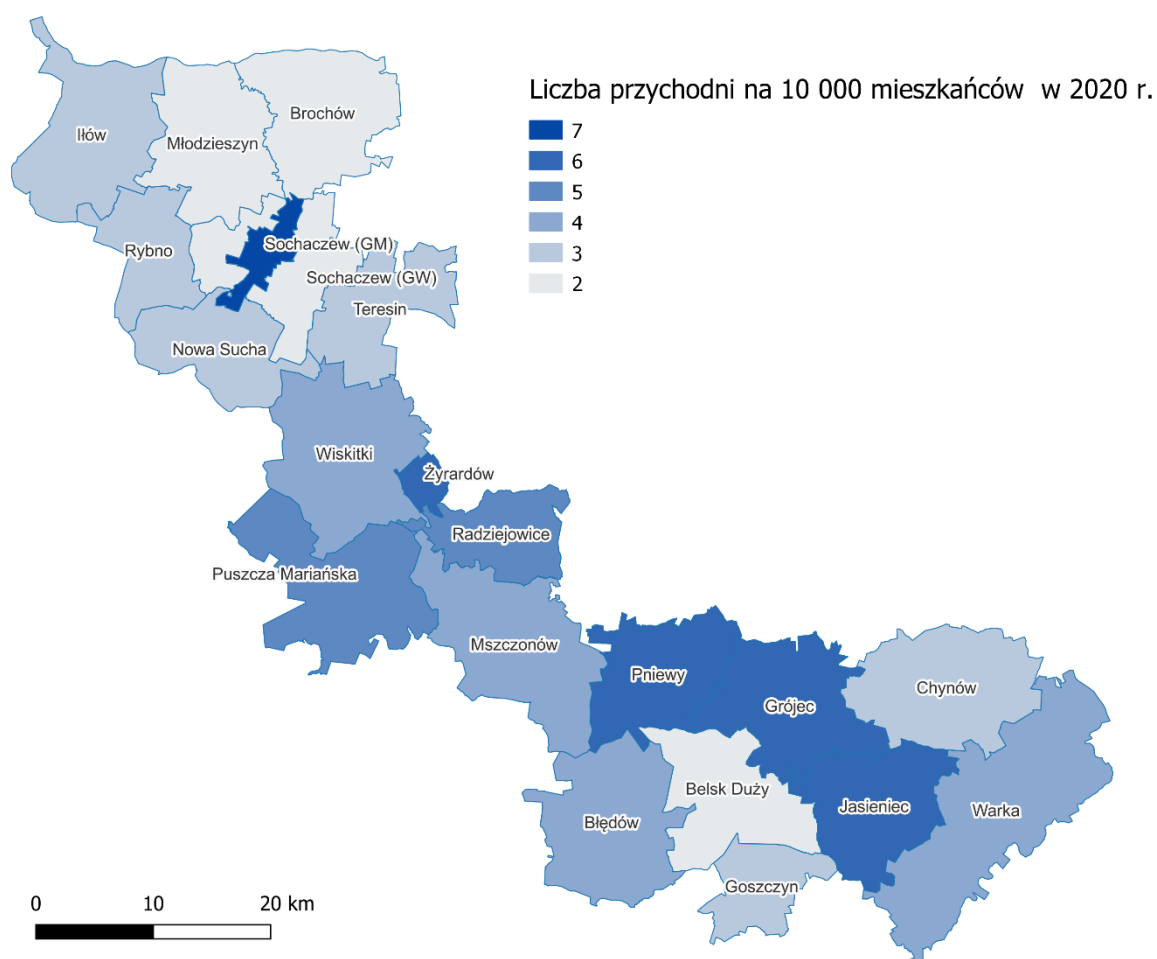 Liczba przychodni na 10 000 mieszkańców w 2020 r.
7
6
5
4
3
2
Brochów
Iłów
Młodzieszyn
Rybno
Sochaczew (GM)
Sochaczew (GW)
Teresin
Nowa Sucha
Wiskitki
Żyrardów
Radziejowice
Puszcza Mariańska
Mszczonów
Pniewy
Grójec
Chynów
Belsk Duży
Jasieniec
Warka
Błędów
Goszczyn
0 10 20 km